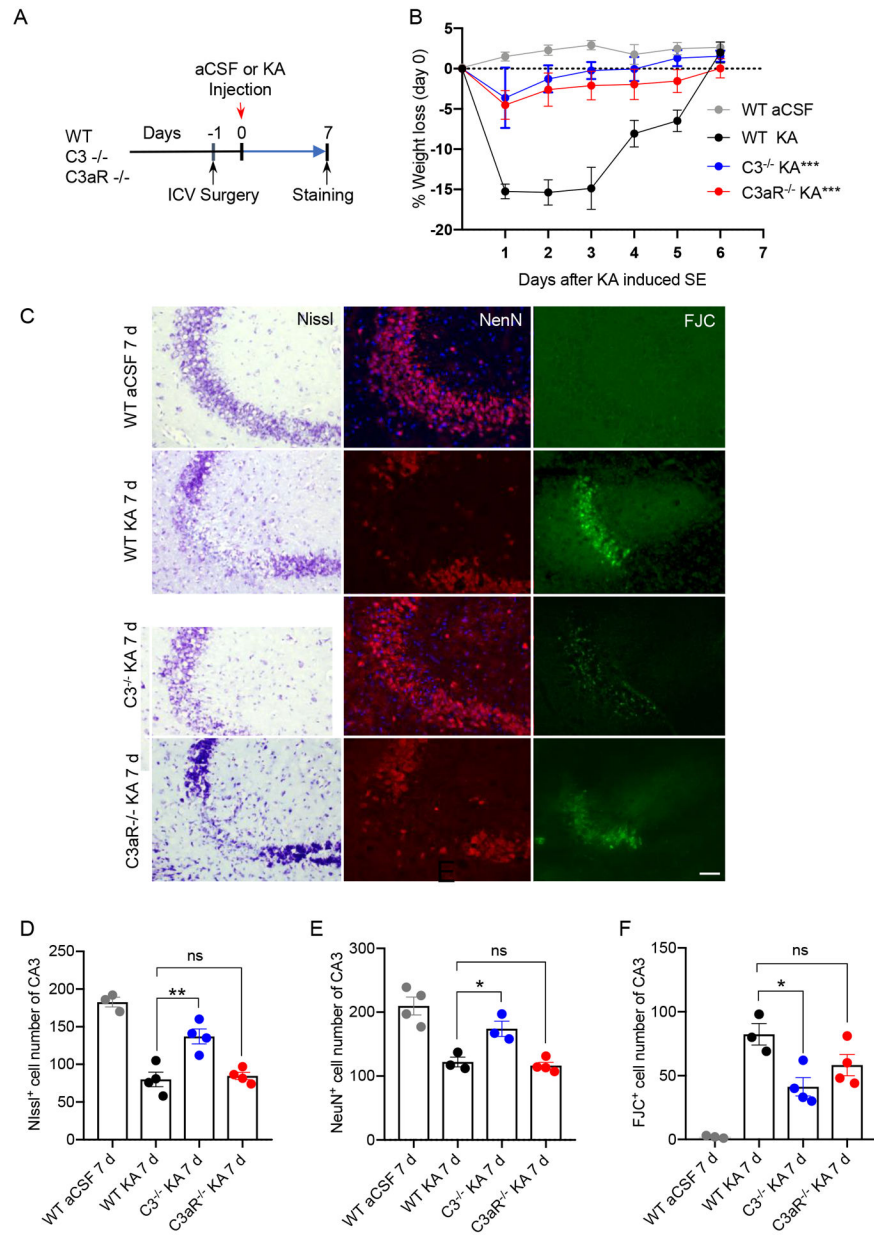 A
aCSF or KA
Injection
WT
C3 -/-
C3aR -/-
Days
-1
0
7
ICV Surgery
Staining
B
% Weight loss (day 0)
5
0
-5
-10
-15
-20
1
2
3
4
5
6
7
Days after KA induced SE
WT aCSF
WT KA
C3-/- KA***
C3aR-/- KA***
C
Nissl
NenN
FJC
WT aCSF 7 d
WT KA 7 d
C3-/- KA 7 d
C3aR-/- KA 7 d
E
D
NIssl+ cell number of CA3
250
200
150
100
50
0
**
ns
WT aCSF 7 d
WT KA 7 d
C3-/- KA 7 d
C3aR-/- KA 7 d
E
NeuN+ cell number of CA3
300
200
100
0
*
ns
WT aCSF 7 d
WT KA 7 d
C3-/- KA 7 d
C3aR-/- KA 7 d
F
FJC+ cell number of CA3
150
100
50
0
*
ns
WT aCSF 7 d
WT KA 7 d
C3-/- KA 7 d
C3aR-/- KA 7 d